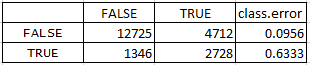 FALSE TRUE class.error
FALSE 12725 4712 0.0956
TRUE 1346 2728 0.6333